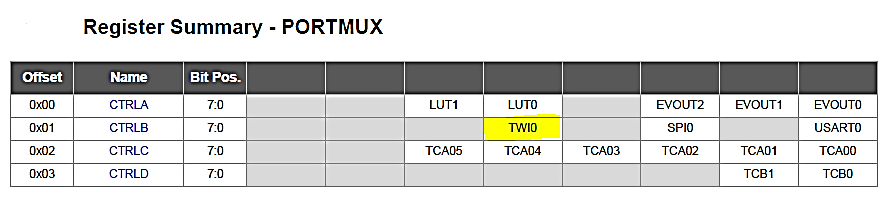 Register Summary - PORTMUX
Offset Name Bit Pos.
0x00 CTRLA 7:0 LUT1 LUT0 EVOUT2 EVOUT1 EVOUT0
0x01 CTRLB 7:0 TWI0 SPI0 USART0
0x02 CTRLC 7:0 TCA05 TCA04 TCA03 TCA02 TCA01 TCA00
0x03 CTRLD 7:0 TCB1 TCB0